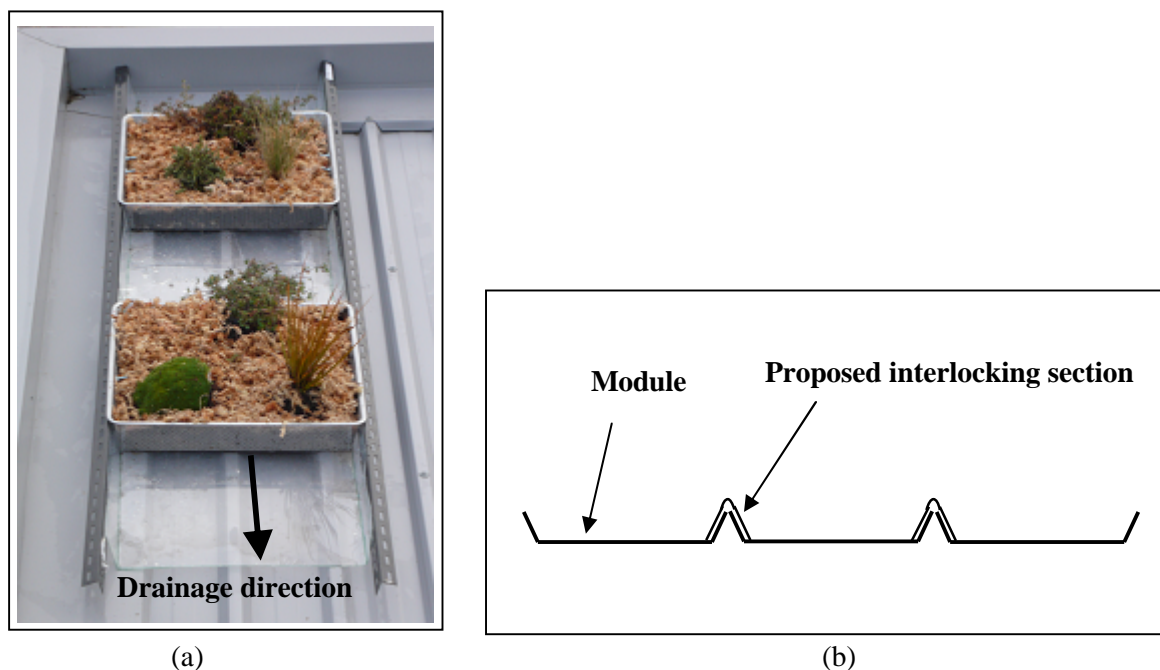 Drainage direction
Module
Proposed interlocking section
(a)
(b)